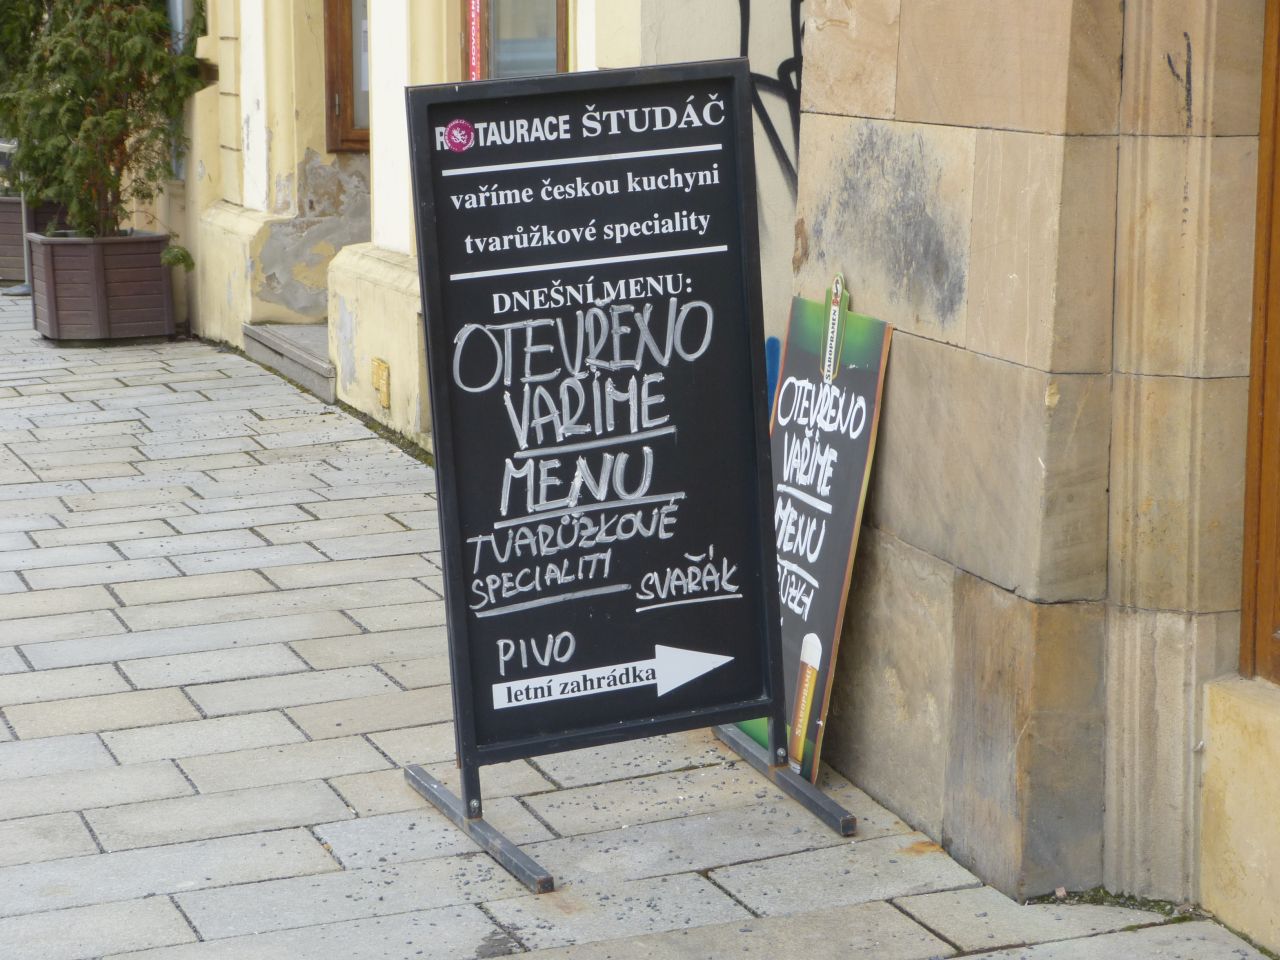 RESTAURACE ŠTUDÁČ
vaříme českou kuchyni
tvarůžkové speciality
DNEŠNÍ MENU:
OTEVŘENO
VAŘÍME
MENU
TVARŮŽKOVÉ
SPECIALITI
SVAŘÁK
PIVO
letní zahrádka
STAROPRAMEN
OTEVŘENO
VAŘÍME
MENU
STAROPRAMEN